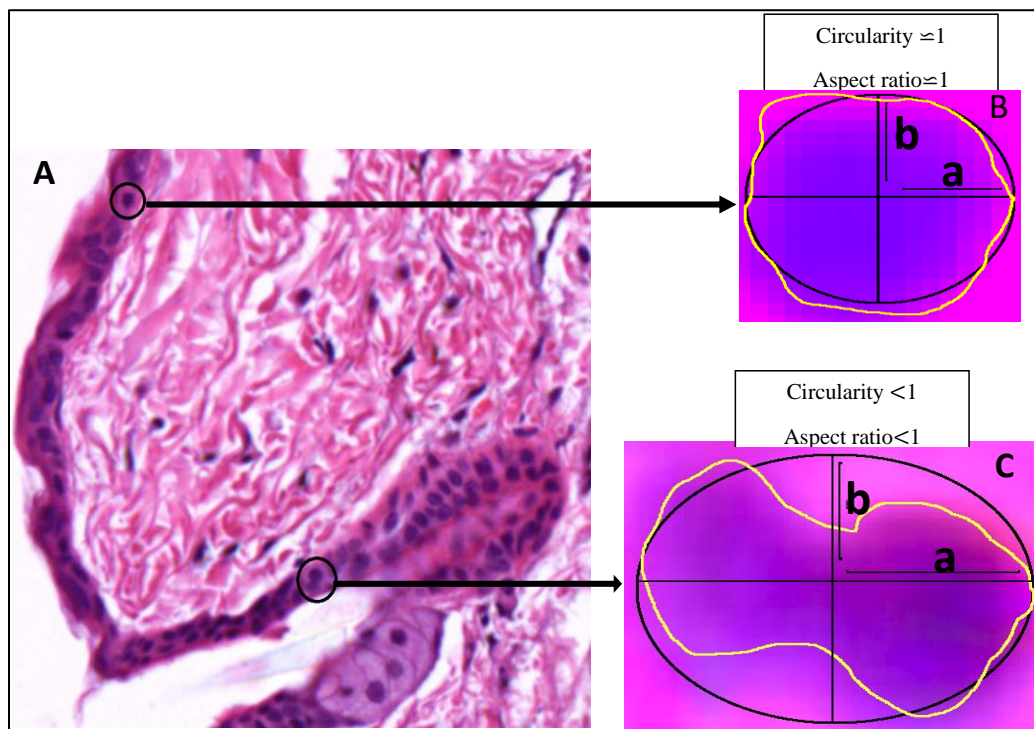 Circularity ≂1
Aspect ratio≂1
A
B
b
a
Circularity <1
Aspect ratio<1
C
b
a